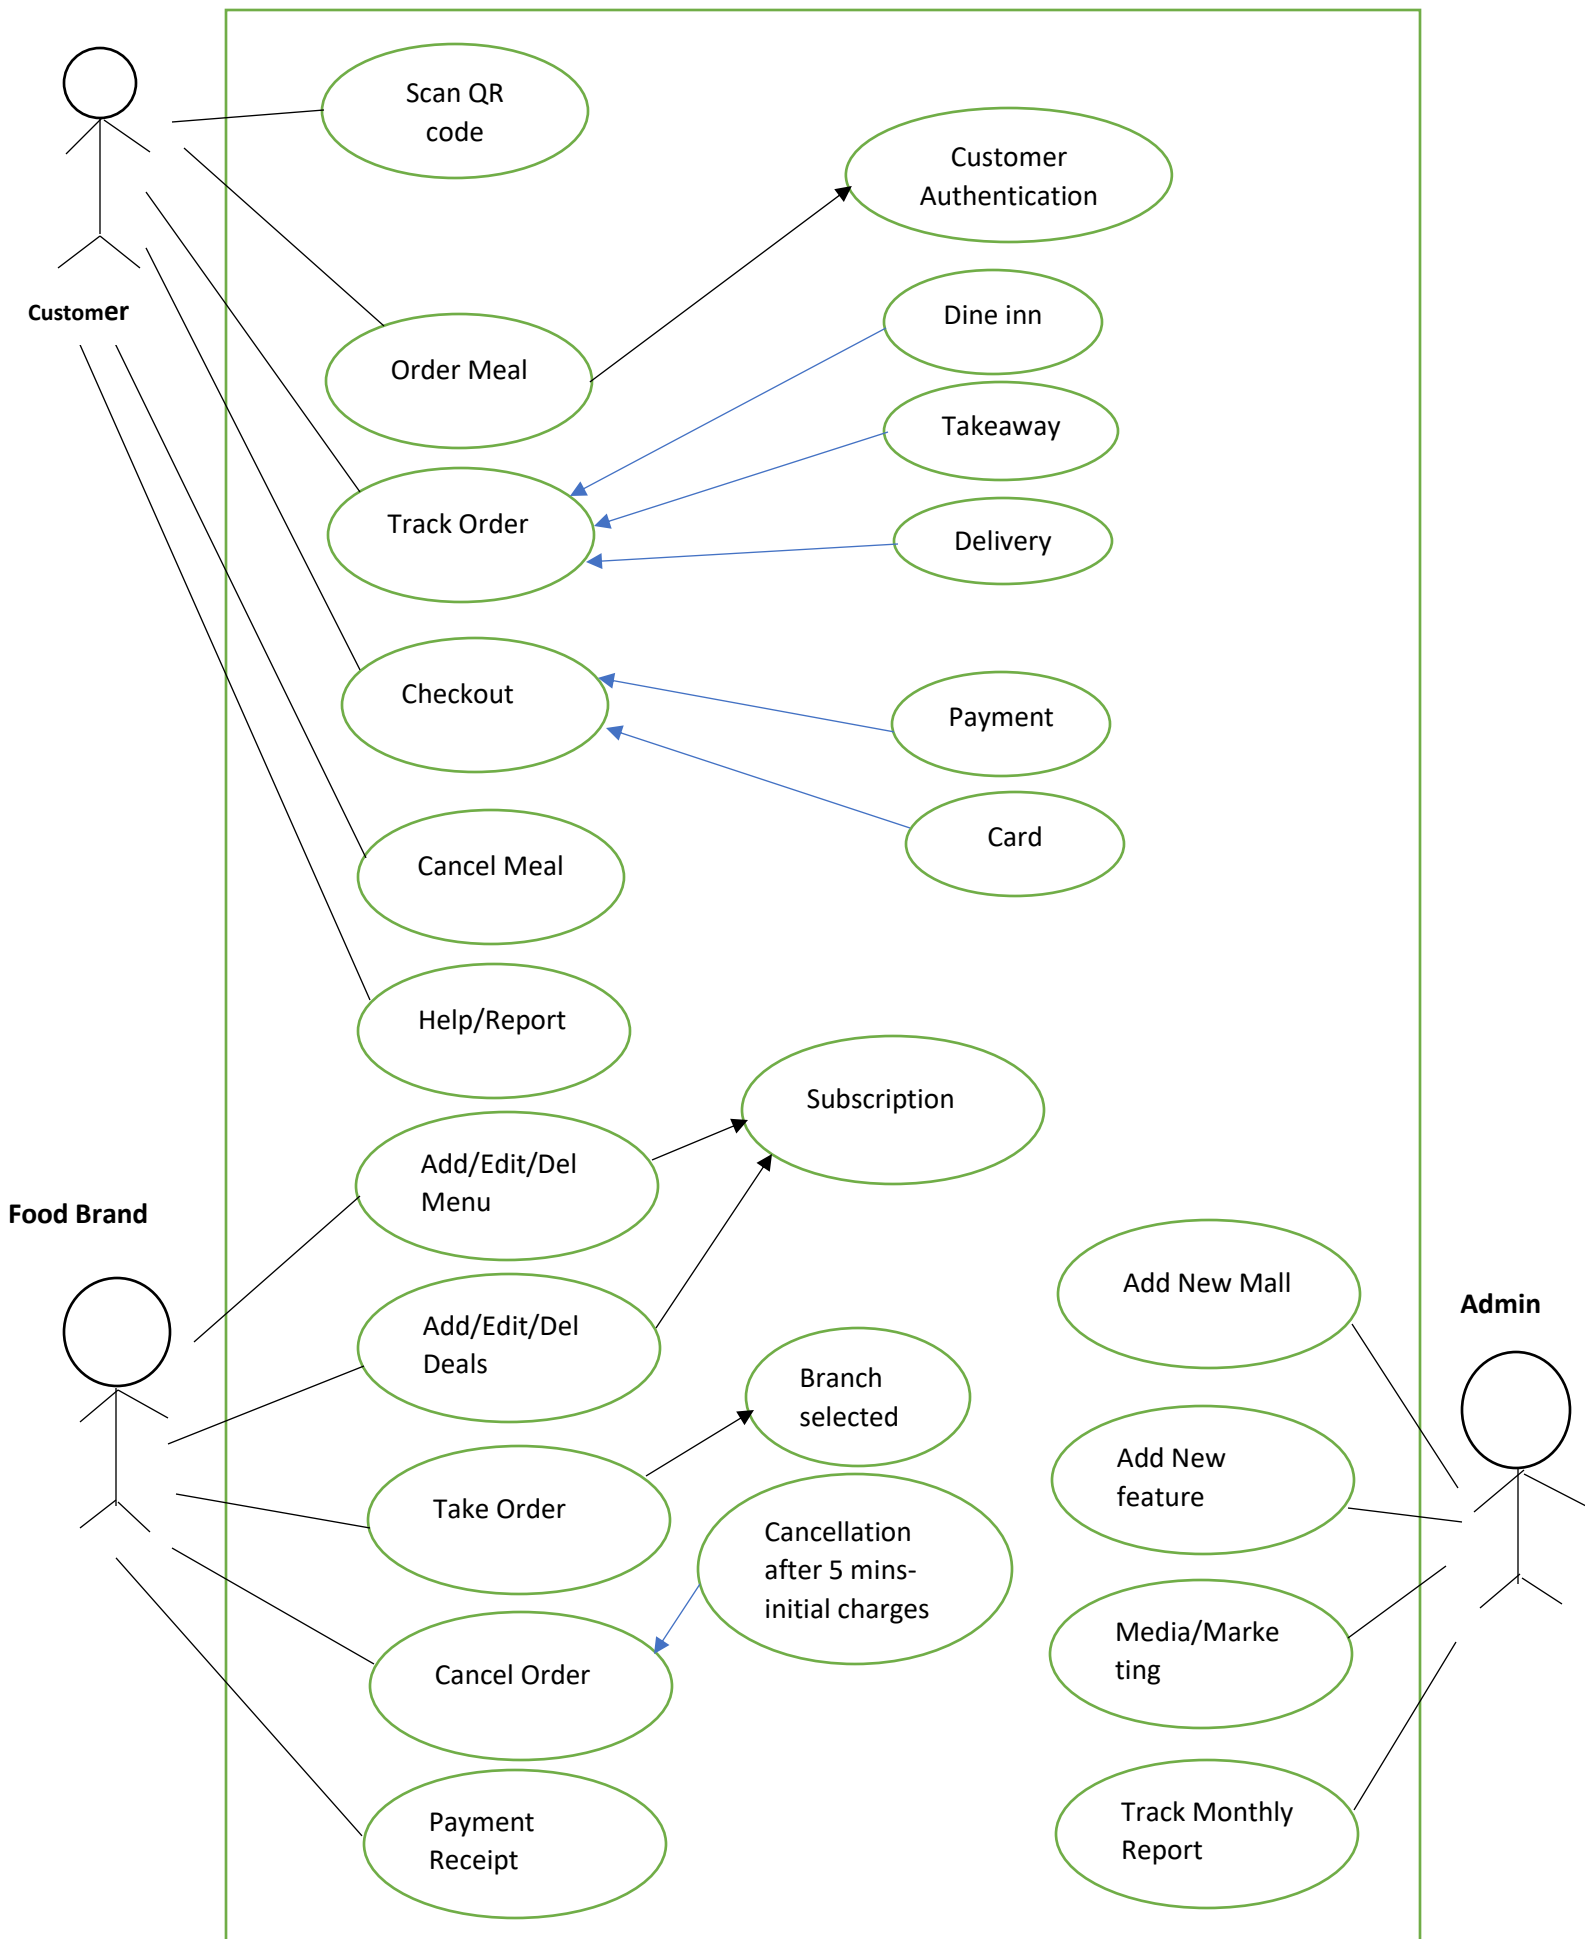 Scan QR
code
Customer
Authentication
Customer
Dine inn
Order Meal
Takeaway
Track Order
Delivery
Checkout
Payment
Card
Cancel Meal
Help/Report
Subscription
Add/Edit/Del
Menu
Food Brand
Add New Mall
Admin
Add/Edit/Del
Deals
Branch
selected
Add New
feature
Take Order
Cancellation
after 5 mins-
initial charges
Media/Marke
ting
Cancel Order
Payment
Receipt
Track Monthly
Report